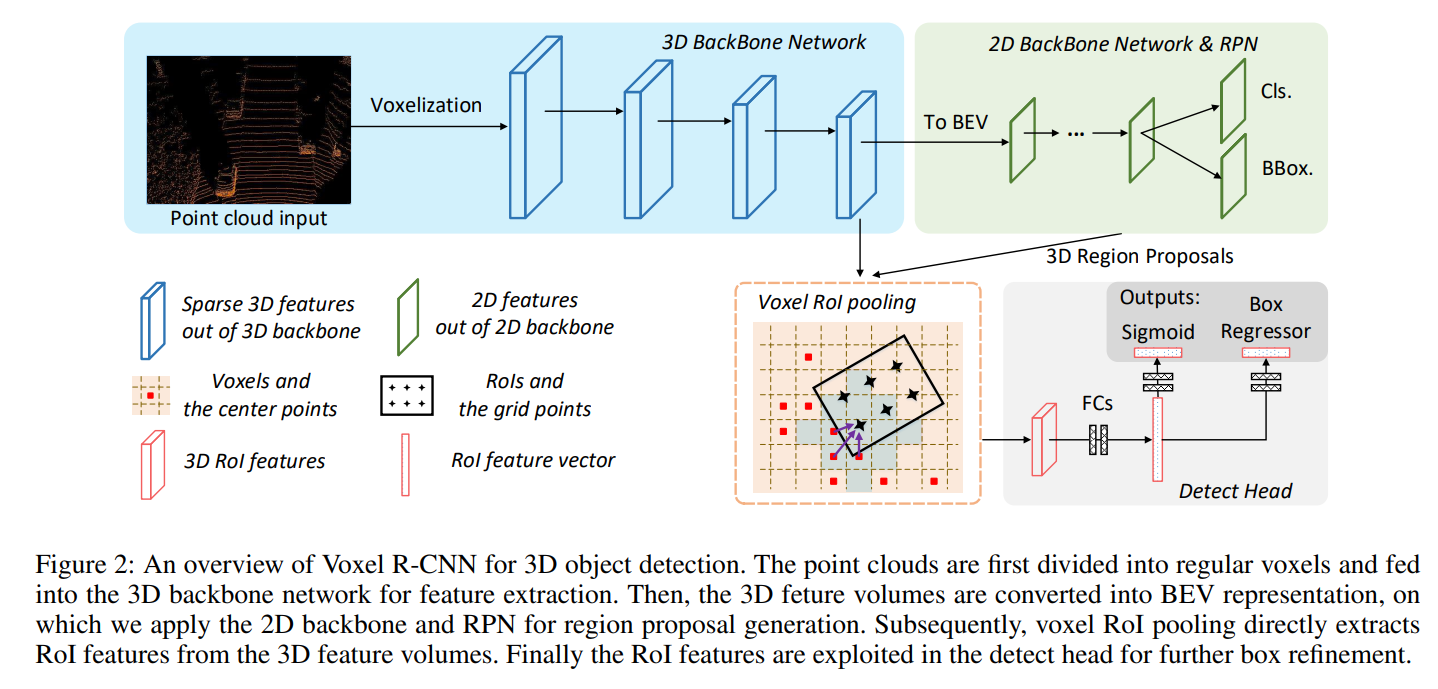 3D BackBone Network
2D BackBone Network & RPN
Voxelization
Point cloud input
To BEV
...
Cls.
BBox.
3D Region Proposals
Sparse 3D features
out of 3D backbone
2D features
out of 2D backbone
Voxels and
the center points
RoIs and
the grid points
3D RoI features
RoI feature vector
Voxel RoI pooling
Outputs:
Sigmoid
Box
Regressor
FCs
Detect Head
Figure 2: An overview of Voxel R-CNN for 3D object detection. The point clouds are first divided into regular voxels and fed
into the 3D backbone network for feature extraction. Then, the 3D feture volumes are converted into BEV representation, on
which we apply the 2D backbone and RPN for region proposal generation. Subsequently, voxel RoI pooling directly extracts
RoI features from the 3D feature volumes. Finally the RoI features are exploited in the detect head for further box refinement.